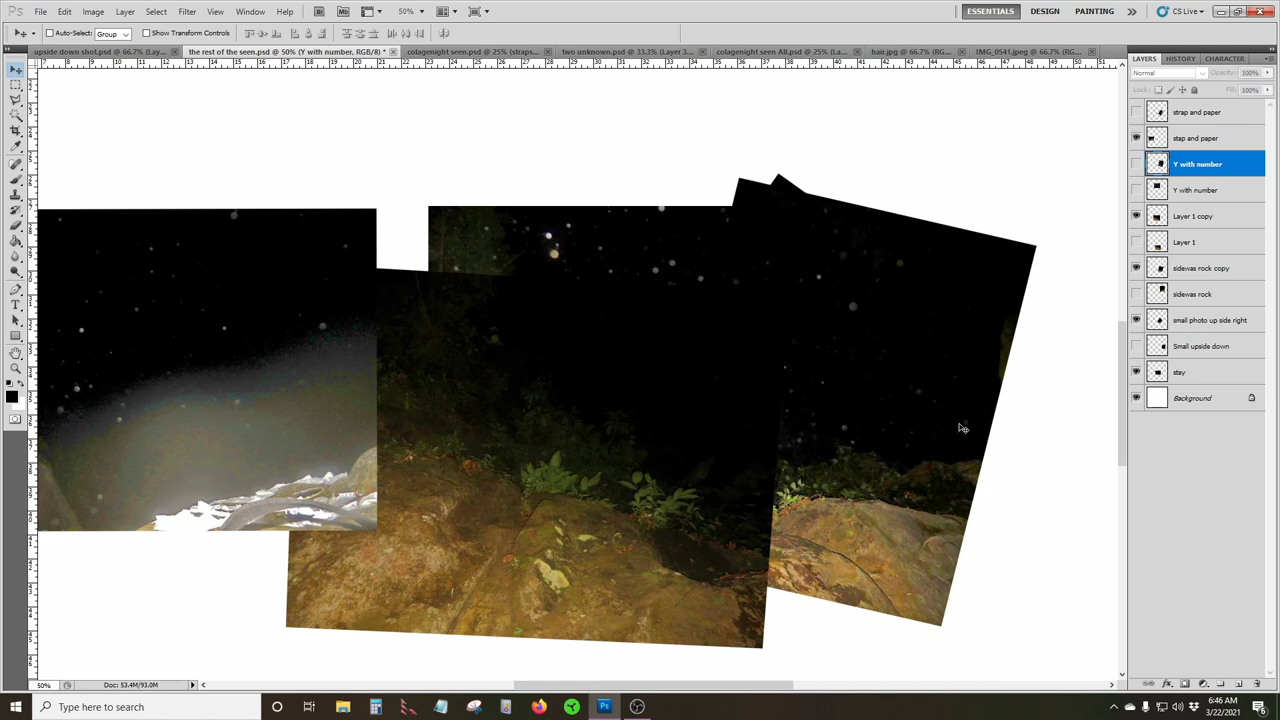 Ps File Edit Image Layer Select Filter Analysis 3D View Window Help Br Mb 50% ESSENTIALS DESIGN PAINTING >> CS Live
Auto-Select: Group Show Transform Controls
upside down shot.psd @ 66.7% (Lay... × the rest of the seen.psd @ 50% (Y with number, RGB/8) * × colagenight seen.psd @ 25% (straps... × two unknown.psd @ 33.3% (Layer 3... × colagenight seen All.psd @ 25% (La... × hair.jpg @ 66.7% (RG... × IMG_0541.jpeg @ 66.7% (RG... ×
LAYERS HISTORY CHARACTER
Normal Opacity: 100%
Lock: Fill: 100%
strap and paper
stap and paper
Y with number
Y with number
Layer 1 copy
Layer 1
sidewas rock copy
sidewas rock
small photo up side right
Small upside down
stay
Background
50% Doc: 53.4M/93.0M
Type here to search
6:46 AM
3/22/2021